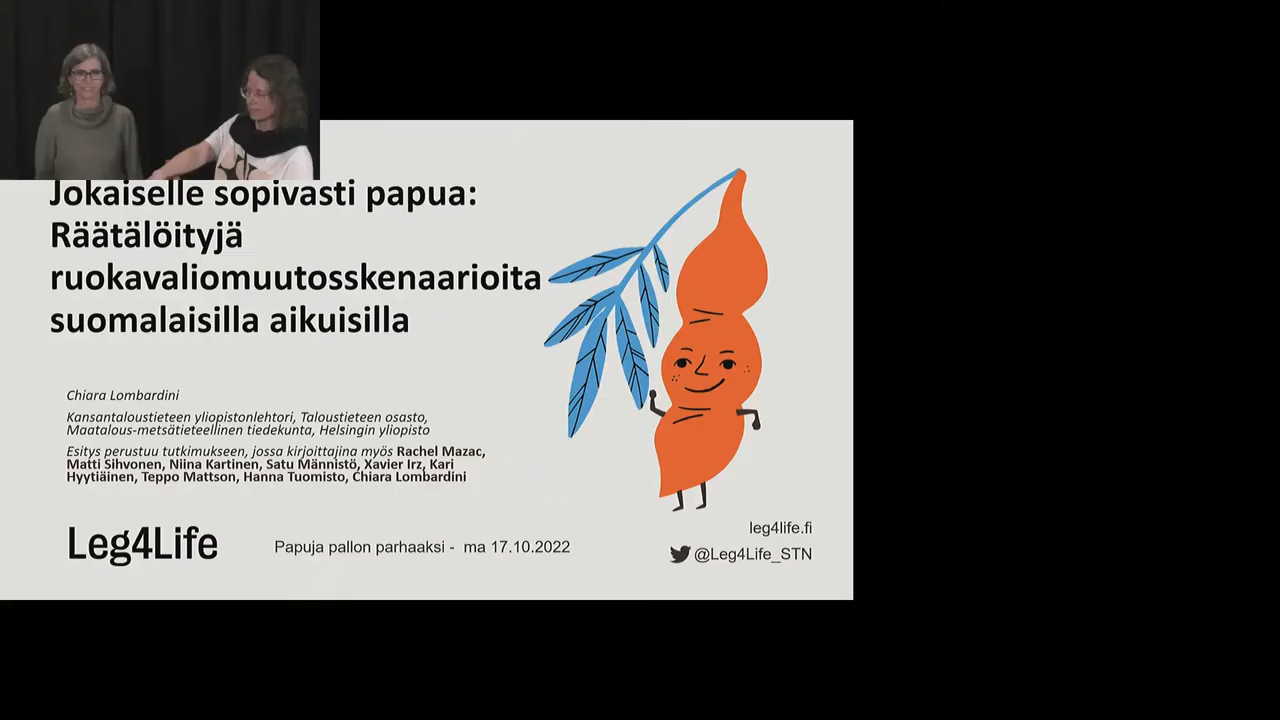 Jokaiselle sopivasti papua:
Räätälöityjä
ruokavaliomuutosskenaarioita
suomalaisilla aikuisilla
Chiara Lombardini
Kansantaloustieteen yliopistonlehtori, Taloustieteen osasto,
Maatalous-metsätieteellinen tiedekunta, Helsingin yliopisto
Esitys perustuu tutkimukseen, jossa kirjoittajina myös Rachel Mazac,
Matti Sihvonen, Niina Kartinen, Satu Männistö, Xavier Irz, Kari
Hyytiäinen, Teppo Mattson, Hanna Tuomisto, Chiara Lombardini
Leg4Life
Papuja pallon parhaaksi - ma 17.10.2022
leg4life.fi
@Leg4Life_STN